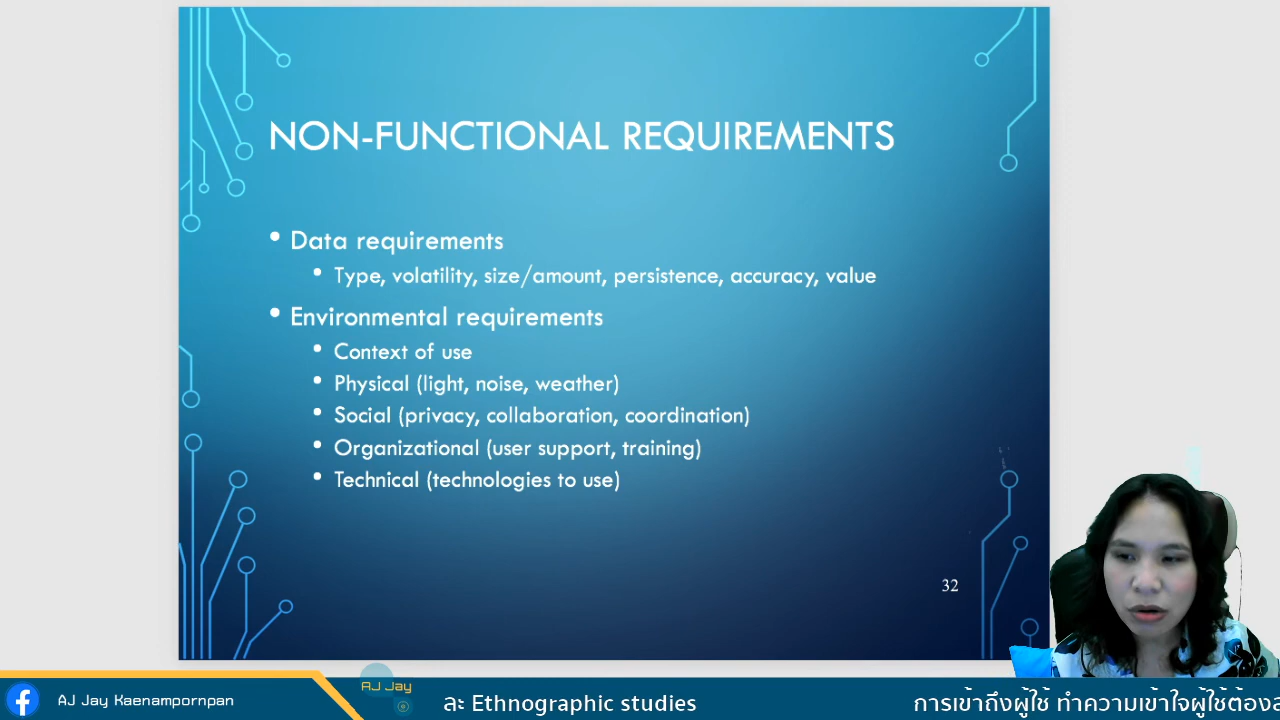 NON-FUNCTIONAL REQUIREMENTS
• Data requirements
• Type, volatility, size/amount, persistence, accuracy, value
• Environmental requirements
• Context of use
• Physical (light, noise, weather)
• Social (privacy, collaboration, coordination)
• Organizational (user support, training)
• Technical (technologies to use)
32
AJ Jay Kaenampornpan
AJ Jay
ละ Ethnographic studies
การเข้าถึงผู้ใช้ ทำความเข้าใจผู้ใช้ต้อง